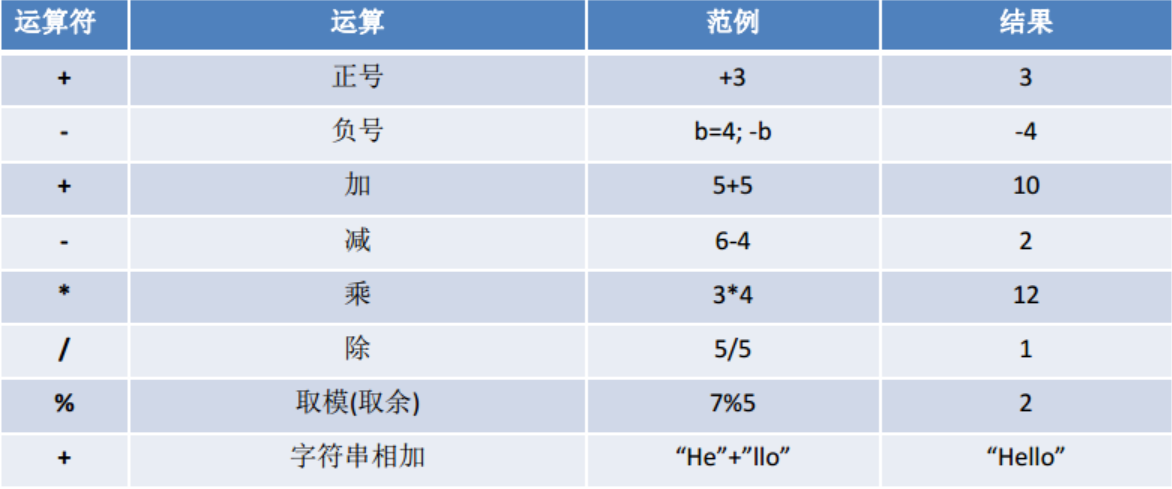 运算符 运算 范例 结果
+ 正号 +3 3
- 负号 b=4; -b -4
+ 加 5+5 10
- 减 6-4 2
* 乘 3*4 12
/ 除 5/5 1
% 取模(取余) 7%5 2
+ 字符串相加 “He”+”llo” “Hello”